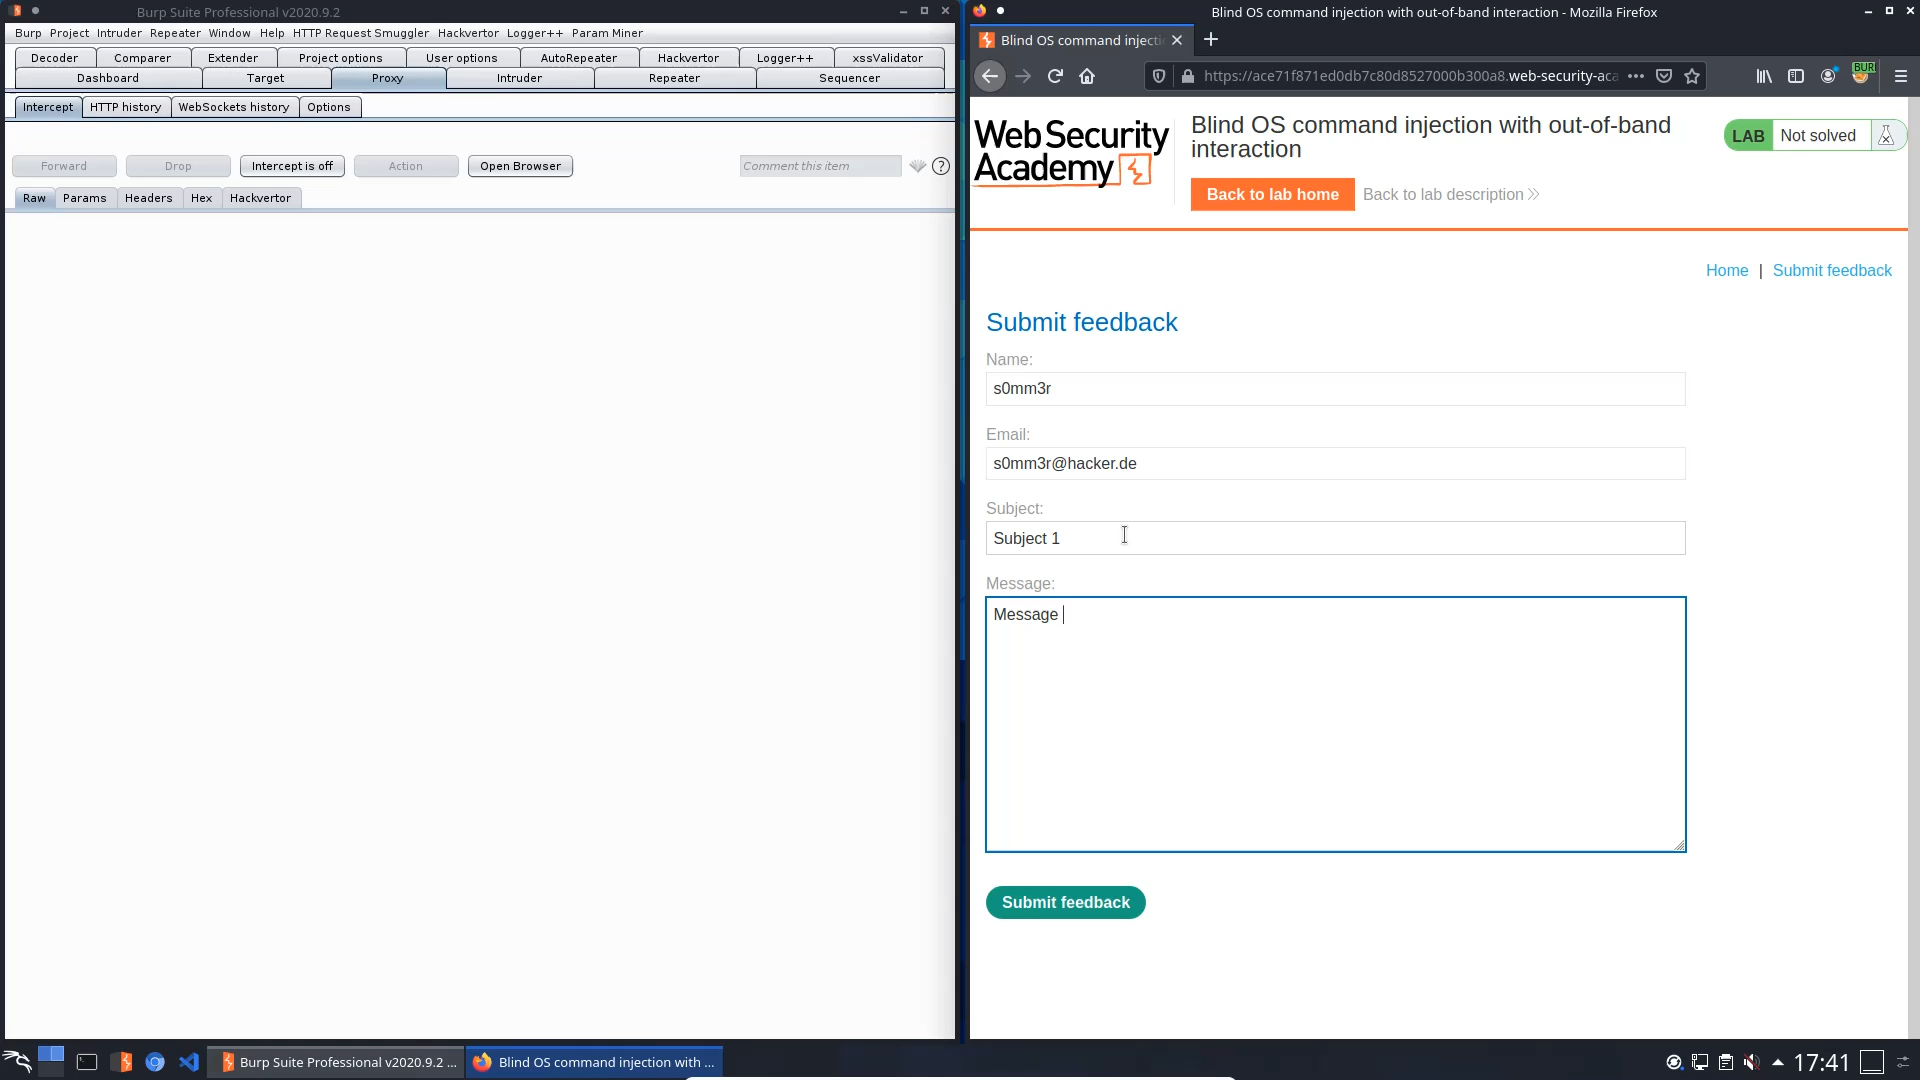 Burp Suite Professional v2020.9.2
Burp Project Intruder Repeater Window Help HTTP Request Smuggler Hackvertor Logger++ Param Miner
Decoder Comparer Extender Project options User options AutoRepeater Hackvertor Logger++ xssValidator
Dashboard Target Proxy Intruder Repeater Sequencer
Intercept HTTP history WebSockets history Options
Forward Drop Intercept is off Action Open Browser Comment this item ?
Raw Params Headers Hex Hackvertor
Blind OS command injection with out-of-band interaction - Mozilla Firefox
Blind OS command injecti
https://ace71f871ed0db7c80d8527000b300a8.web-security-aca
BURI
Web Security
Academy
Blind OS command injection with out-of-band
interaction
LAB Not solved
Back to lab home Back to lab description
Home | Submit feedback
Submit feedback
Name:
s0mm3r
Email:
s0mm3r@hacker.de
Subject:
Subject 1
Message:
Message
Submit feedback
Burp Suite Professional v2020.9.2 ... Blind OS command injection with ... 17:41